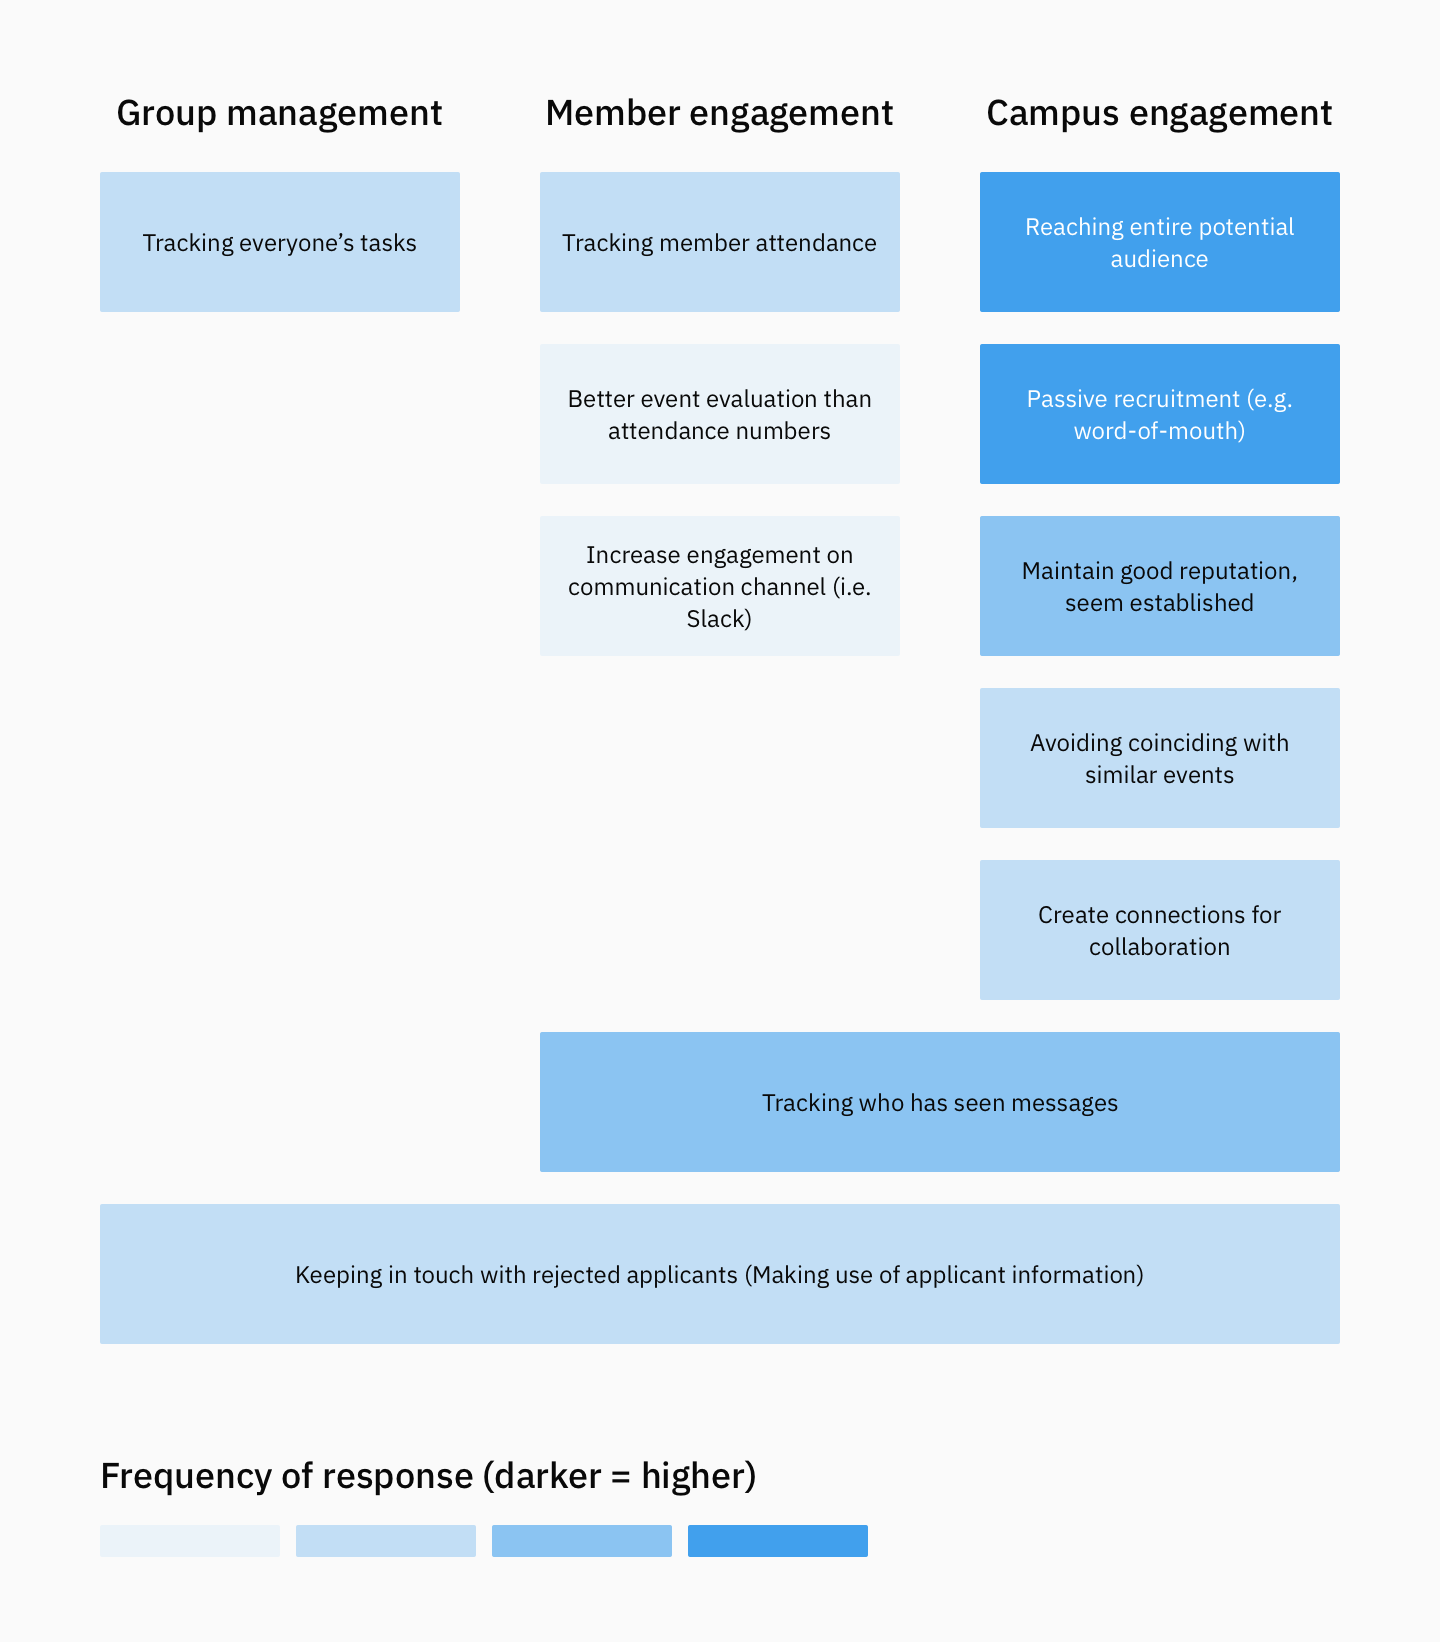 Group management
Member engagement
Campus engagement
Tracking everyone’s tasks
Tracking member attendance
Reaching entire potential
audience
Better event evaluation than
attendance numbers
Passive recruitment (e.g.
word-of-mouth)
Increase engagement on
communication channel (i.e.
Slack)
Maintain good reputation,
seem established
Avoiding coinciding with
similar events
Create connections for
collaboration
Tracking who has seen messages
Keeping in touch with rejected applicants (Making use of applicant information)
Frequency of response (darker = higher)